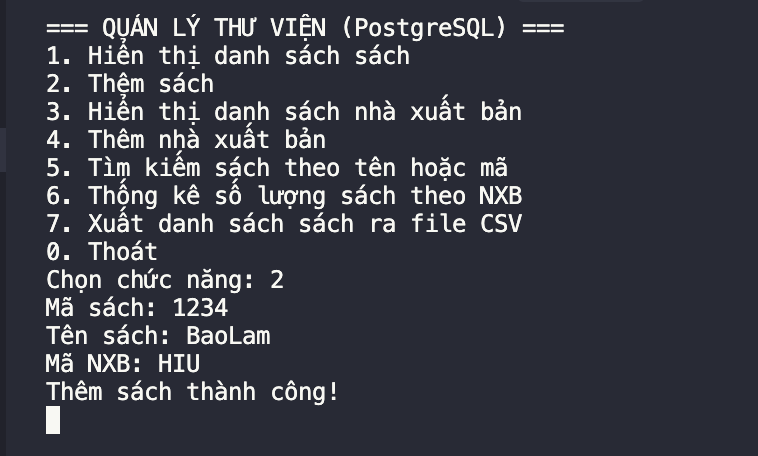 === QUẢN LÝ THƯ VIỆN (PostgreSQL) ===
1. Hiển thị danh sách sách
2. Thêm sách
3. Hiển thị danh sách nhà xuất bản
4. Thêm nhà xuất bản
5. Tìm kiếm sách theo tên hoặc mã
6. Thống kê số lượng sách theo NXB
7. Xuất danh sách sách ra file CSV
0. Thoát
Chọn chức năng: 2
Mã sách: 1234
Tên sách: BaoLam
Mã NXB: HIU
Thêm sách thành công!